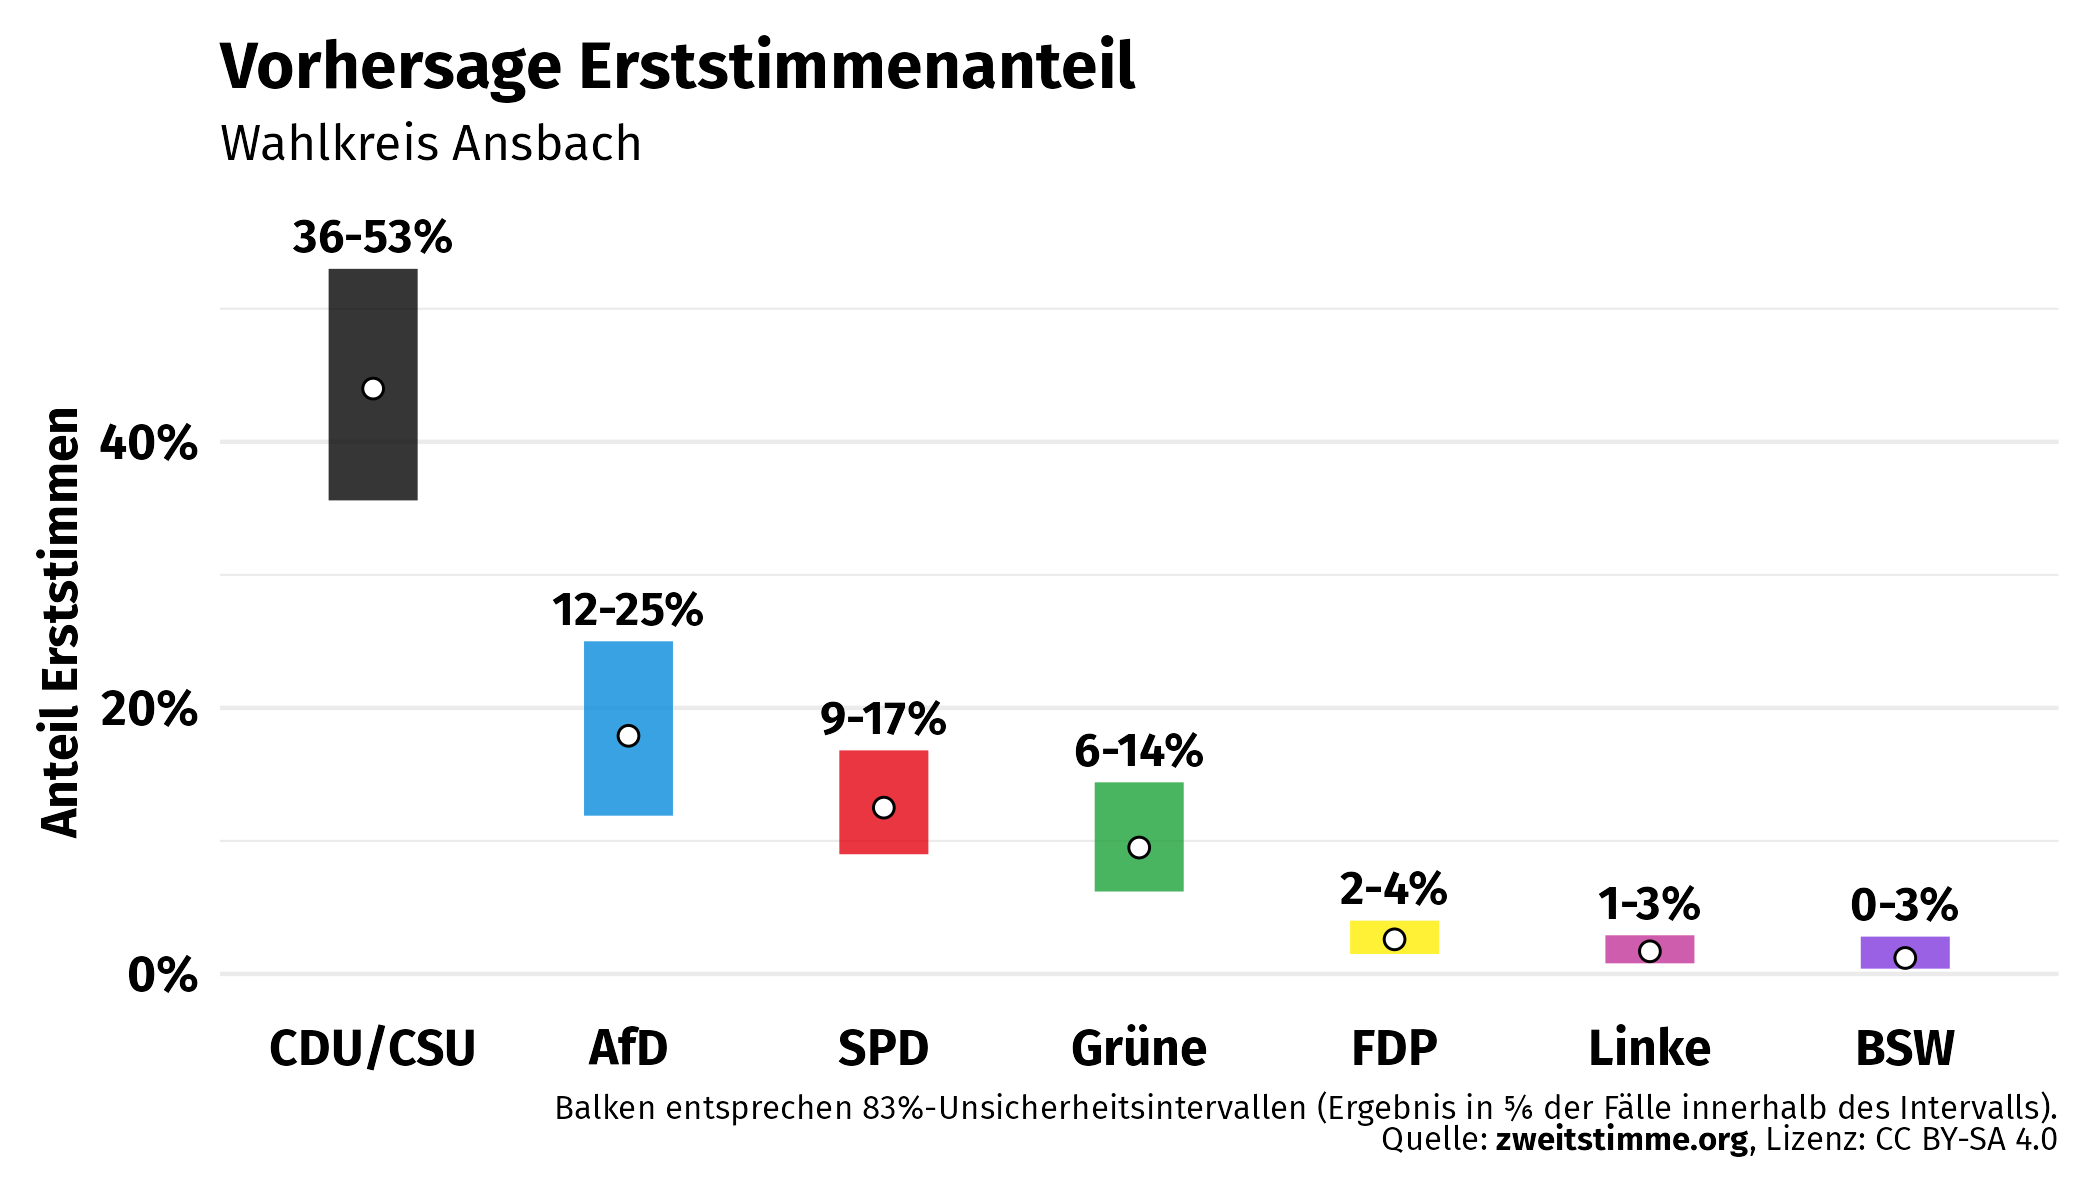 Vorhersage Erststimmenanteil
Wahlkreis Ansbach
Anteil Erststimmen
36-53%
40%
12-25%
20%
9-17%
6-14%
2-4%
1-3%
0-3%
0%
CDU/CSU AfD SPD Grüne FDP Linke BSW
Balken entsprechen 83%-Unsicherheitsintervallen (Ergebnis in ⅚ der Fälle innerhalb des Intervalls).
Quelle: zweitstimme.org, Lizenz: CC BY-SA 4.0